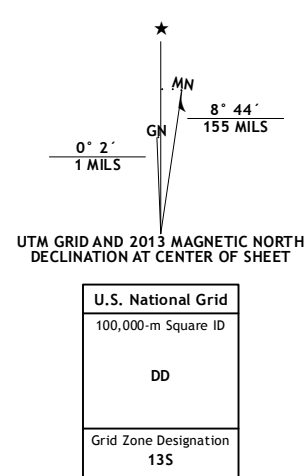 ★
MN
8° 44´
155 MILS
GN
0° 2´
1 MILS
UTM GRID AND 2013 MAGNETIC NORTH
DECLINATION AT CENTER OF SHEET
U.S. National Grid
100,000-m Square ID
DD
Grid Zone Designation
13S